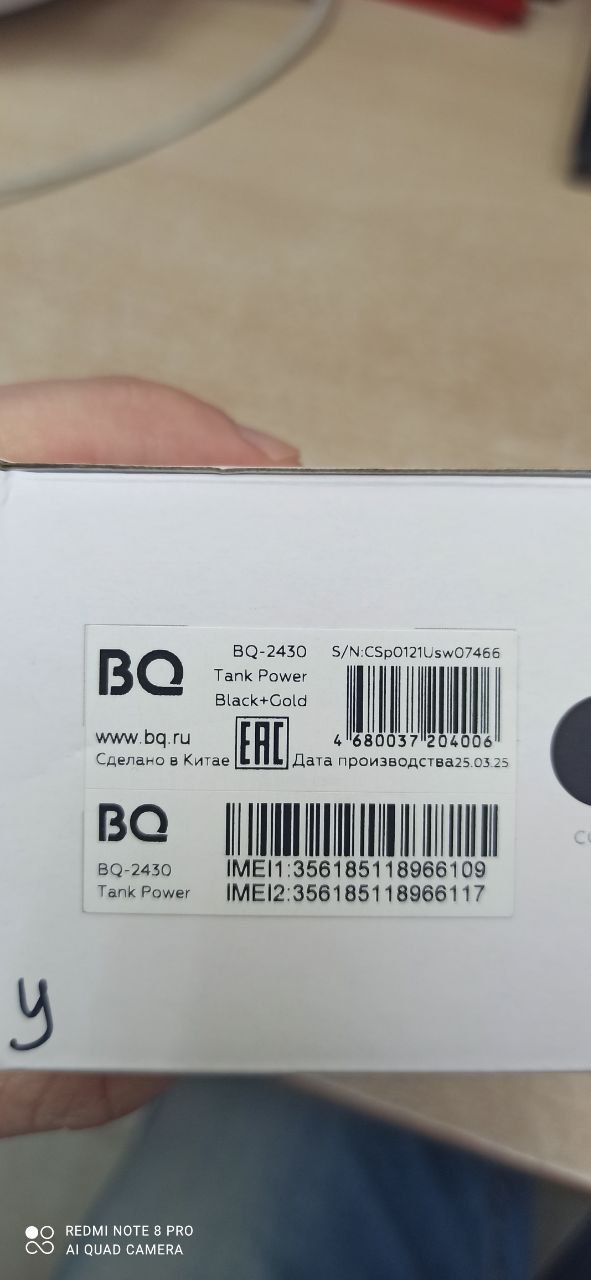 BQ
BQ-2430
Tank Power
Black+Gold
S/N:CSp0121Usw07466
4 680037 204006
www.bq.ru
EAC
Сделано в Китае
Дата производства25.03.25
BQ
BQ-2430
Tank Power
IMEI1:356185118966109
IMEI2:356185118966117
у
REDMI NOTE 8 PRO
AI QUAD CAMERA